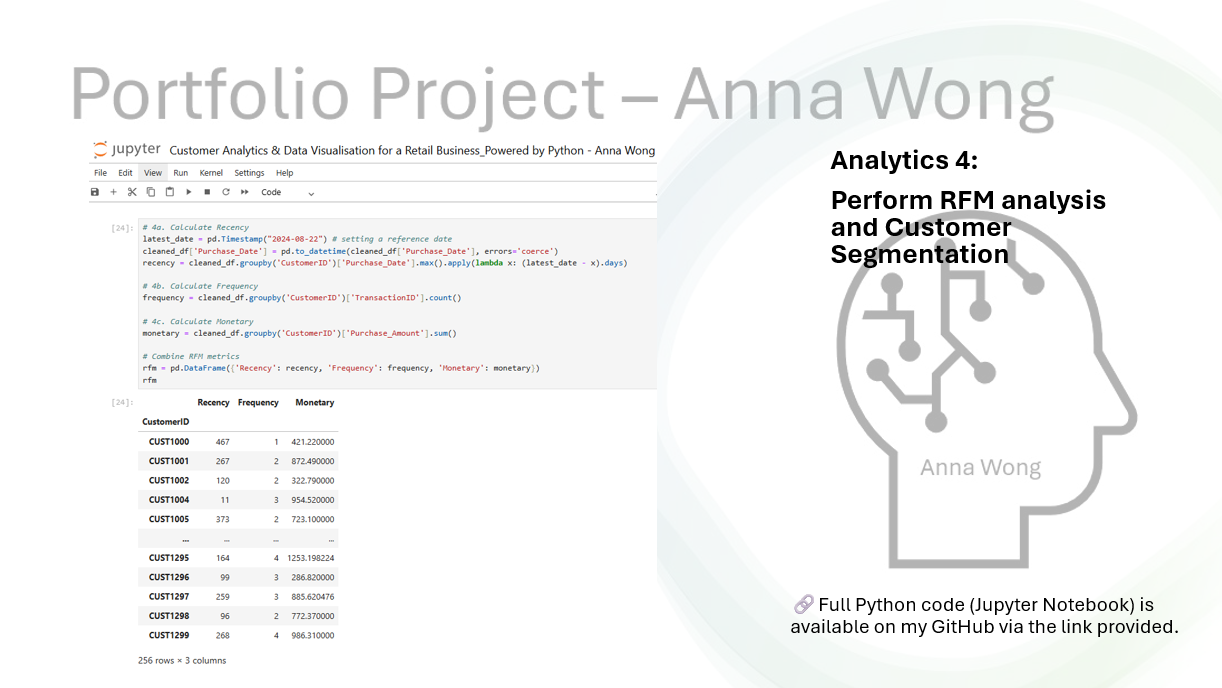 Portfolio Project – Anna Wong
jupyter Customer Analytics & Data Visualisation for a Retail Business_Powered by Python - Anna Wong
File Edit View Run Kernel Settings Help
Code
[24]: # 4a. Calculate Recency
latest_date = pd.Timestamp("2024-08-22") # setting a reference date
cleaned_df['Purchase_Date'] = pd.to_datetime(cleaned_df['Purchase_Date'], errors='coerce')
recency = cleaned_df.groupby('CustomerID')['Purchase_Date'].max().apply(lambda x: (latest_date - x).days)
# 4b. Calculate Frequency
frequency = cleaned_df.groupby('CustomerID')['TransactionID'].count()
# 4c. Calculate Monetary
monetary = cleaned_df.groupby('CustomerID')['Purchase_Amount'].sum()
# Combine RFM metrics
rfm = pd.DataFrame({'Recency': recency, 'Frequency': frequency, 'Monetary': monetary})
rfm
[24]: Recency Frequency Monetary
CustomerID
CUST1000 467 1 421.220000
CUST1001 267 2 872.490000
CUST1002 120 2 322.790000
CUST1004 11 3 954.520000
CUST1005 373 2 723.100000
... ... ... ...
CUST1295 164 4 1253.198224
CUST1296 99 3 286.820000
CUST1297 259 3 885.620476
CUST1298 96 2 772.370000
CUST1299 268 4 986.310000
256 rows × 3 columns
Analytics 4:
Perform RFM analysis
and Customer
Segmentation
Anna Wong
🔗 Full Python code (Jupyter Notebook) is
available on my GitHub via the link provided.